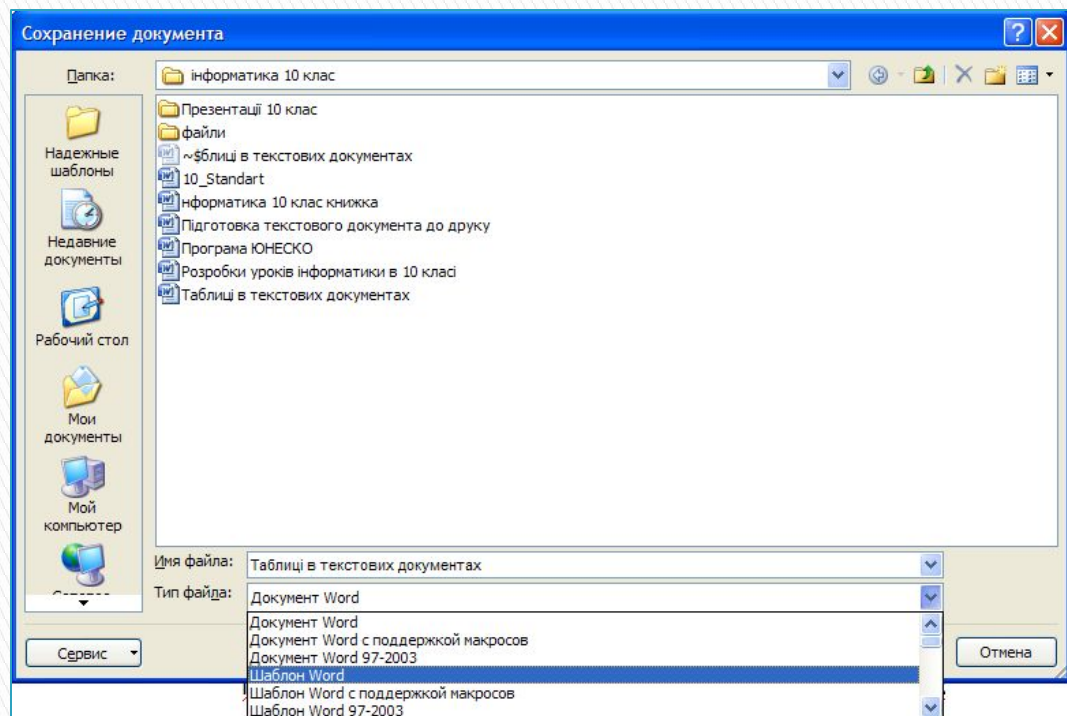 Сохранение документа
Папка:
інформатика 10 клас
Надежные шаблоны
Недавние документы
Рабочий стол
Мои документы
Мой компьютер
Презентації 10 клас
файли
~$блиці в текстових документах
10_Standart
нформатика 10 клас книжка
Підготовка текстового документа до друку
Програма ЮНЕСКО
Розробки уроків інформатики в 10 класі
Таблиці в текстових документах
Имя файла:
Таблиці в текстових документах
Тип файла:
Документ Word
Документ Word
Документ Word с поддержкой макросов
Документ Word 97-2003
Шаблон Word
Шаблон Word с поддержкой макросов
Шаблон Word 97-2003
Сервис
Отмена